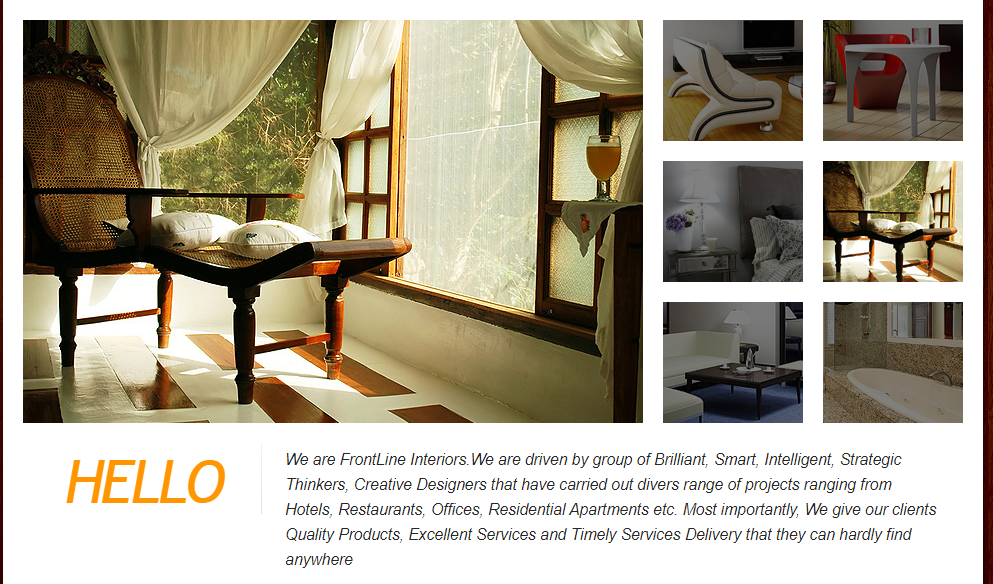 HELLO
We are FrontLine Interiors.We are driven by group of Brilliant, Smart, Intelligent, Strategic
Thinkers, Creative Designers that have carried out divers range of projects ranging from
Hotels, Restaurants, Offices, Residential Apartments etc. Most importantly, We give our clients
Quality Products, Excellent Services and Timely Services Delivery that they can hardly find
anywhere